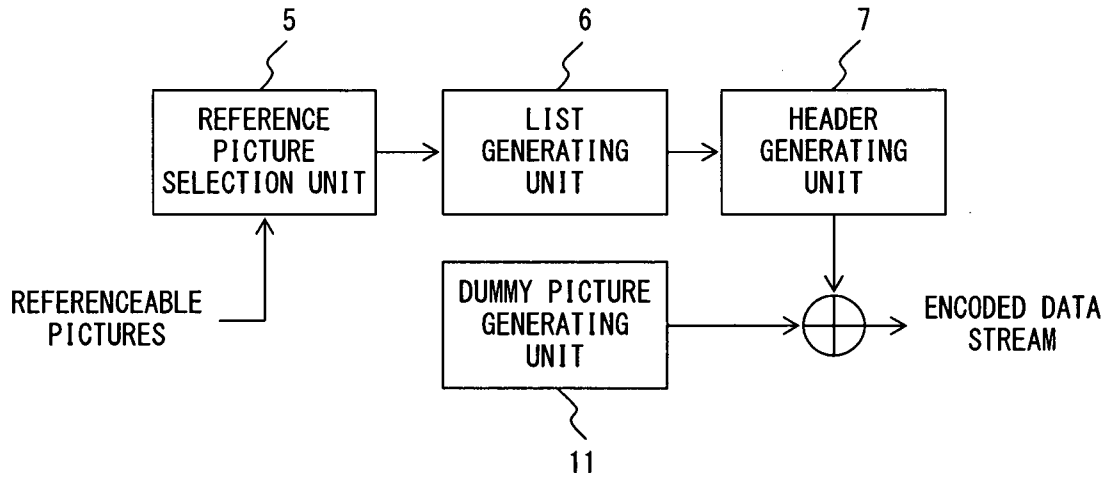 5
6
7
REFERENCE
PICTURE
SELECTION UNIT
LIST
GENERATING
UNIT
HEADER
GENERATING
UNIT
REFERENCEABLE
PICTURES
DUMMY PICTURE
GENERATING
UNIT
ENCODED DATA
STREAM
11